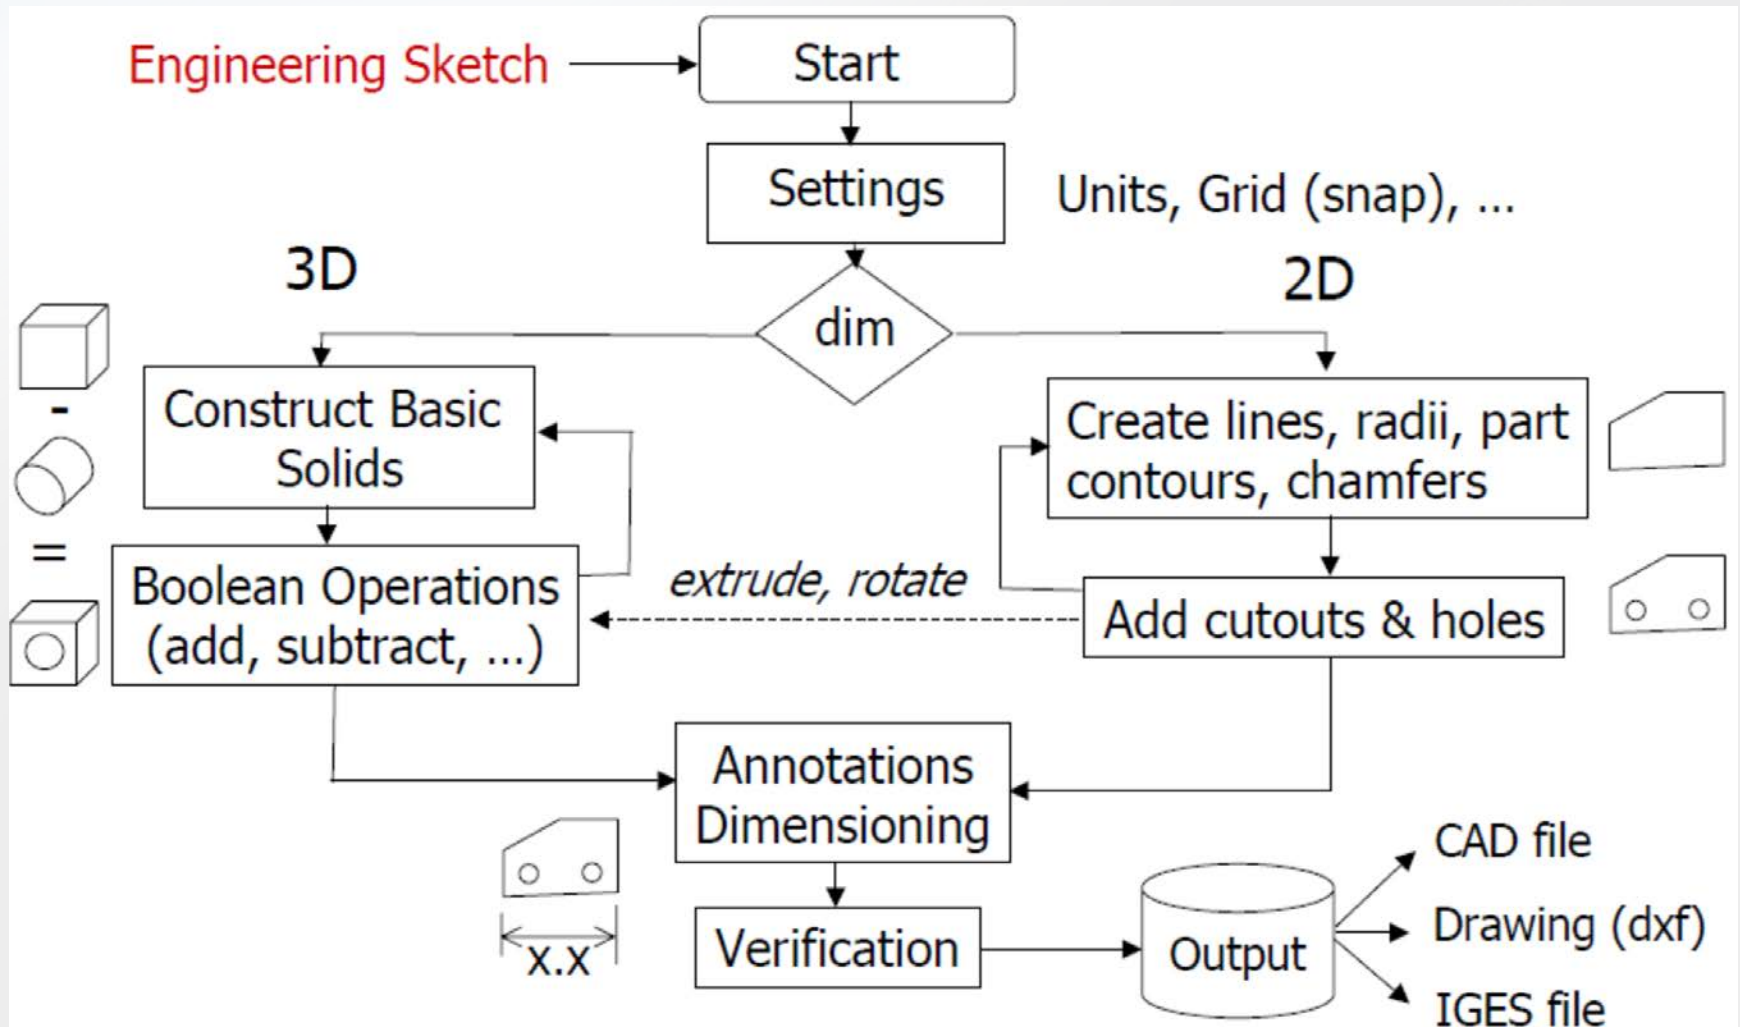 Engineering Sketch
Start
Settings
Units, Grid (snap), ...
3D
2D
dim
-
=
Construct Basic
Solids
Create lines, radii, part
contours, chamfers
Boolean Operations
(add, subtract, ...)
extrude, rotate
Add cutouts & holes
Annotations
Dimensioning
X.X
Verification
Output
CAD file
Drawing (dxf)
IGES file